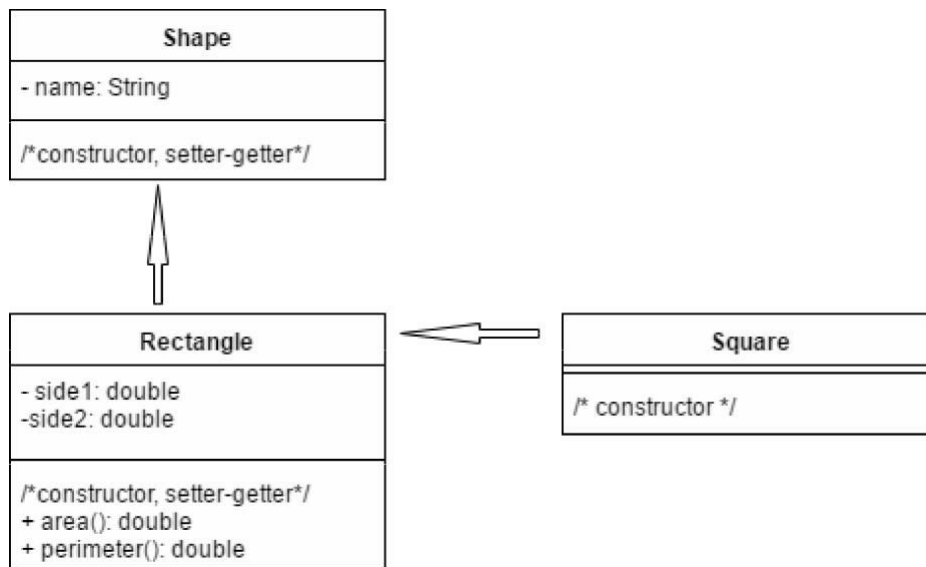 Shape
- name: String
/*constructor, setter-getter*/
Rectangle
- side1: double
-side2: double
/*constructor, setter-getter*/
+ area(): double
+ perimeter(): double
Square
/* constructor */